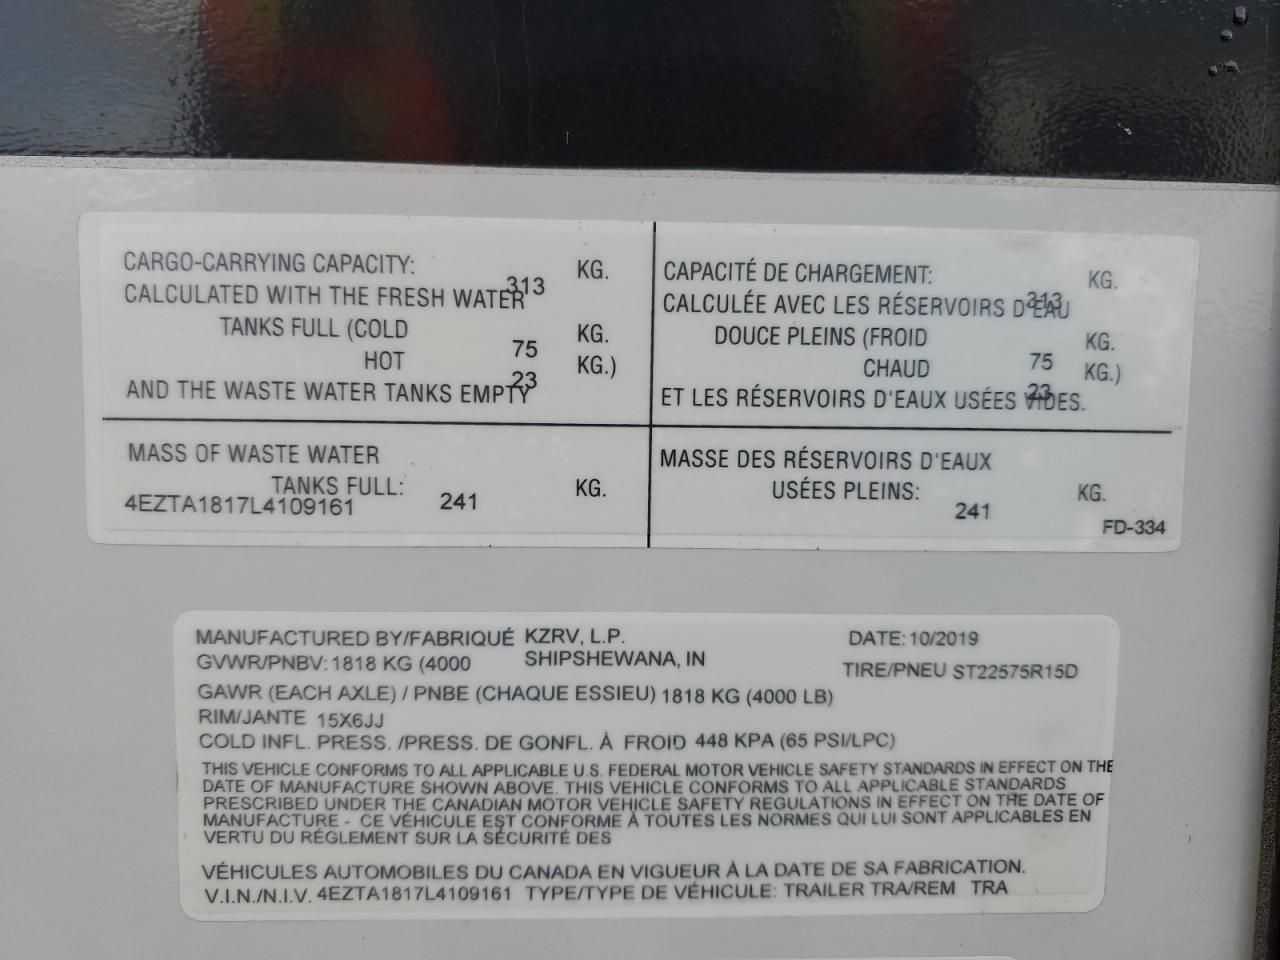 CARGO-CARRYING CAPACITY: 313 KG.
CALCULATED WITH THE FRESH WATER
TANKS FULL (COLD 75 KG.
HOT 23 KG.)
AND THE WASTE WATER TANKS EMPTY
CAPACITÉ DE CHARGEMENT: 313 KG.
CALCULÉE AVEC LES RÉSERVOIRS D'EAU
DOUCE PLEINS (FROID 75 KG.
CHAUD 23 KG.)
ET LES RÉSERVOIRS D'EAUX USÉES VIDES.
MASS OF WASTE WATER
TANKS FULL: 241 KG.
4EZTA1817L4109161
MASSE DES RÉSERVOIRS D'EAUX
USÉES PLEINS: 241 KG.
FD-334
MANUFACTURED BY/FABRIQUÉ KZRV, L.P. DATE: 10/2019
GVWR/PNBV: 1818 KG (4000 SHIPSHEWANA, IN TIRE/PNEU ST22575R15D
GAWR (EACH AXLE) / PNBE (CHAQUE ESSIEU) 1818 KG (4000 LB)
RIM/JANTE 15X6JJ
COLD INFL. PRESS. /PRESS. DE GONFL. À FROID 448 KPA (65 PSI/LPC)
THIS VEHICLE CONFORMS TO ALL APPLICABLE U.S. FEDERAL MOTOR VEHICLE SAFETY STANDARDS IN EFFECT ON THE
DATE OF MANUFACTURE SHOWN ABOVE. THIS VEHICLE CONFORMS TO ALL APPLICABLE STANDARDS
PRESCRIBED UNDER THE CANADIAN MOTOR VEHICLE SAFETY REGULATIONS IN EFFECT ON THE DATE OF
MANUFACTURE - CE VÉHICULE EST CONFORME À TOUTES LES NORMES QUI LUI SONT APPLICABLES EN
VERTU DU RÉGLEMENT SUR LA SÉCURITÉ DES
VÉHICULES AUTOMOBILES DU CANADA EN VIGUEUR À LA DATE DE SA FABRICATION.
V.I.N./N.I.V. 4EZTA1817L4109161 TYPE/TYPE DE VÉHICULE: TRAILER TRA/REM TRA